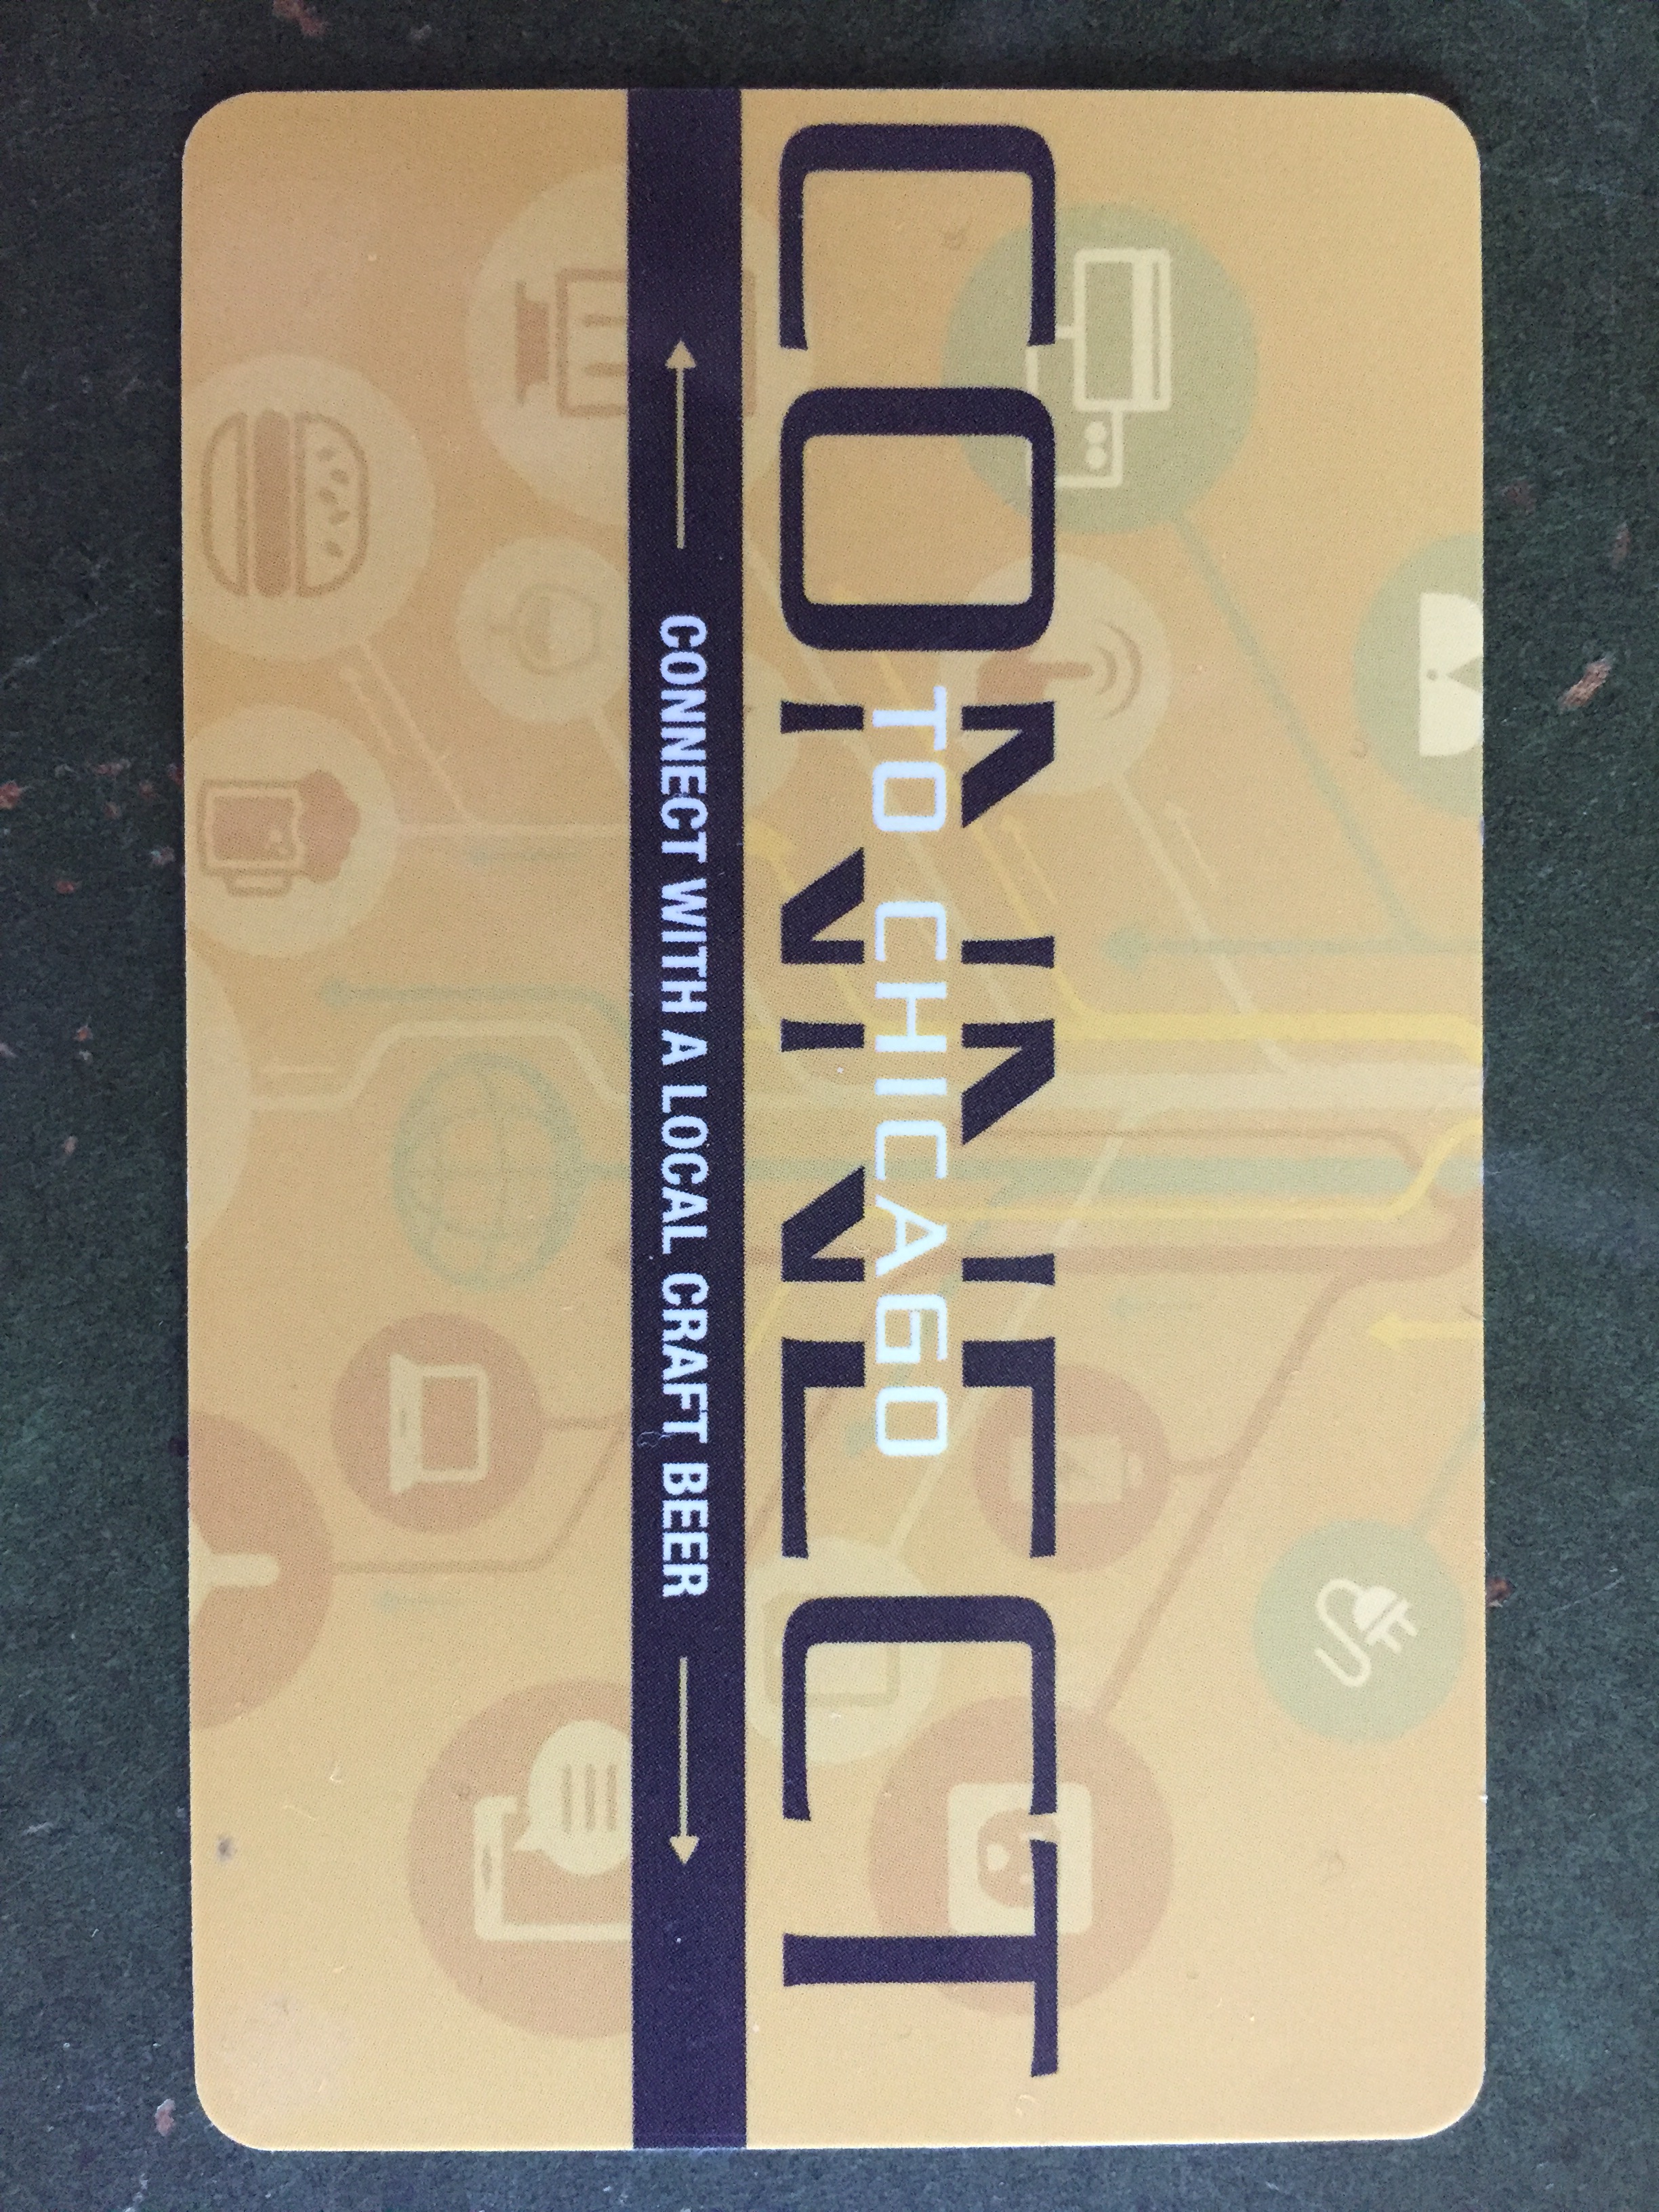 CONNECT
TO CHICAGO
CONNECT WITH A LOCAL CRAFT BEER